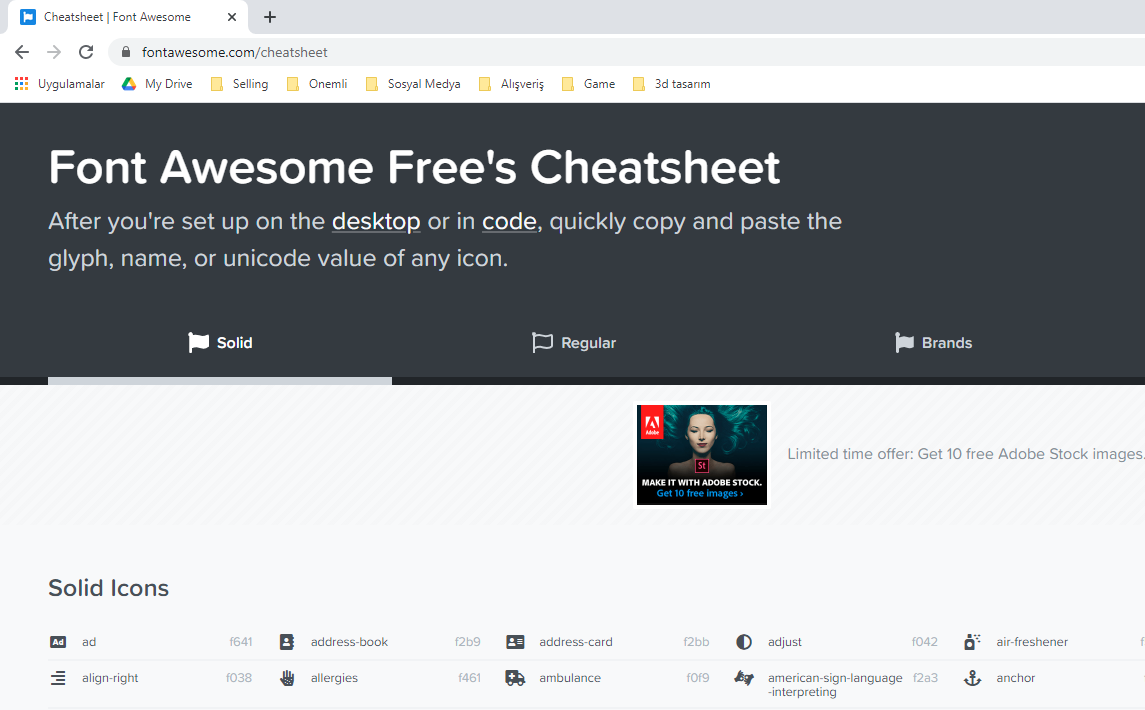 Cheatsheet | Font Awesome
fontawesome.com/cheatsheet
Uygulamalar My Drive Selling Onemli Sosyal Medya Alışveriş Game 3d tasarım
Font Awesome Free's Cheatsheet
After you're set up on the desktop or in code, quickly copy and paste the
glyph, name, or unicode value of any icon.
Solid Regular Brands
Adobe
St
MAKE IT WITH ADOBE STOCK.
Get 10 free images ›
Limited time offer: Get 10 free Adobe Stock images.
Solid Icons
Ad ad f641 address-book f2b9 address-card f2bb adjust f042 air-freshener
align-right f038 allergies f461 ambulance f0f9 american-sign-language f2a3 anchor
-interpreting